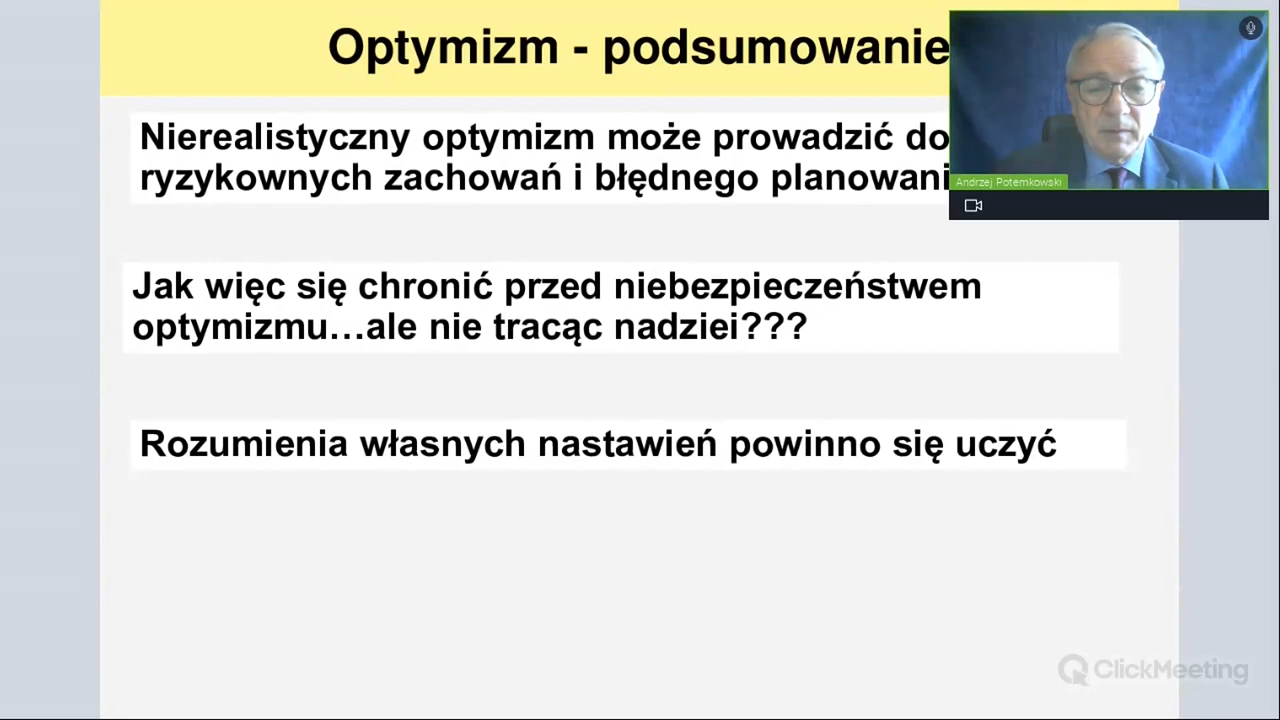 Optymizm - podsumowanie
Nierealistyczny optymizm może prowadzić do
ryzykownych zachowań i błędnego planowani
Jak więc się chronić przed niebezpieczeństwem
optymizmu…ale nie tracąc nadziei???
Rozumienia własnych nastawień powinno się uczyć
Andrzej Potemkowski
ClickMeeting